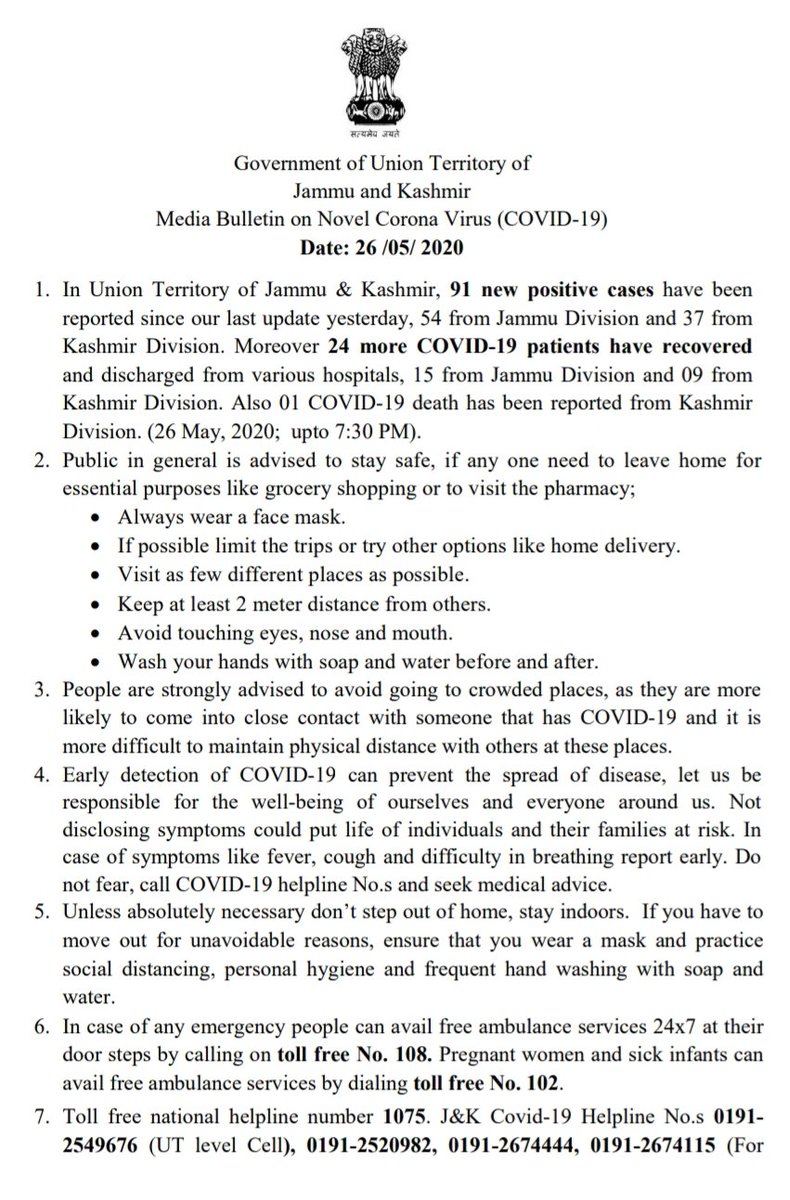 सत्यमेव जयते
Government of Union Territory of
Jammu and Kashmir
Media Bulletin on Novel Corona Virus (COVID-19)
Date: 26 /05/ 2020
1. In Union Territory of Jammu & Kashmir, 91 new positive cases have been
reported since our last update yesterday, 54 from Jammu Division and 37 from
Kashmir Division. Moreover 24 more COVID-19 patients have recovered
and discharged from various hospitals, 15 from Jammu Division and 09 from
Kashmir Division. Also 01 COVID-19 death has been reported from Kashmir
Division. (26 May, 2020; upto 7:30 PM).
2. Public in general is advised to stay safe, if any one need to leave home for
essential purposes like grocery shopping or to visit the pharmacy;
• Always wear a face mask.
• If possible limit the trips or try other options like home delivery.
• Visit as few different places as possible.
• Keep at least 2 meter distance from others.
• Avoid touching eyes, nose and mouth.
• Wash your hands with soap and water before and after.
3. People are strongly advised to avoid going to crowded places, as they are more
likely to come into close contact with someone that has COVID-19 and it is
more difficult to maintain physical distance with others at these places.
4. Early detection of COVID-19 can prevent the spread of disease, let us be
responsible for the well-being of ourselves and everyone around us. Not
disclosing symptoms could put life of individuals and their families at risk. In
case of symptoms like fever, cough and difficulty in breathing report early. Do
not fear, call COVID-19 helpline No.s and seek medical advice.
5. Unless absolutely necessary don’t step out of home, stay indoors. If you have to
move out for unavoidable reasons, ensure that you wear a mask and practice
social distancing, personal hygiene and frequent hand washing with soap and
water.
6. In case of any emergency people can avail free ambulance services 24x7 at their
door steps by calling on toll free No. 108. Pregnant women and sick infants can
avail free ambulance services by dialing toll free No. 102.
7. Toll free national helpline number 1075. J&K Covid-19 Helpline No.s 0191-
2549676 (UT level Cell), 0191-2520982, 0191-2674444, 0191-2674115 (For